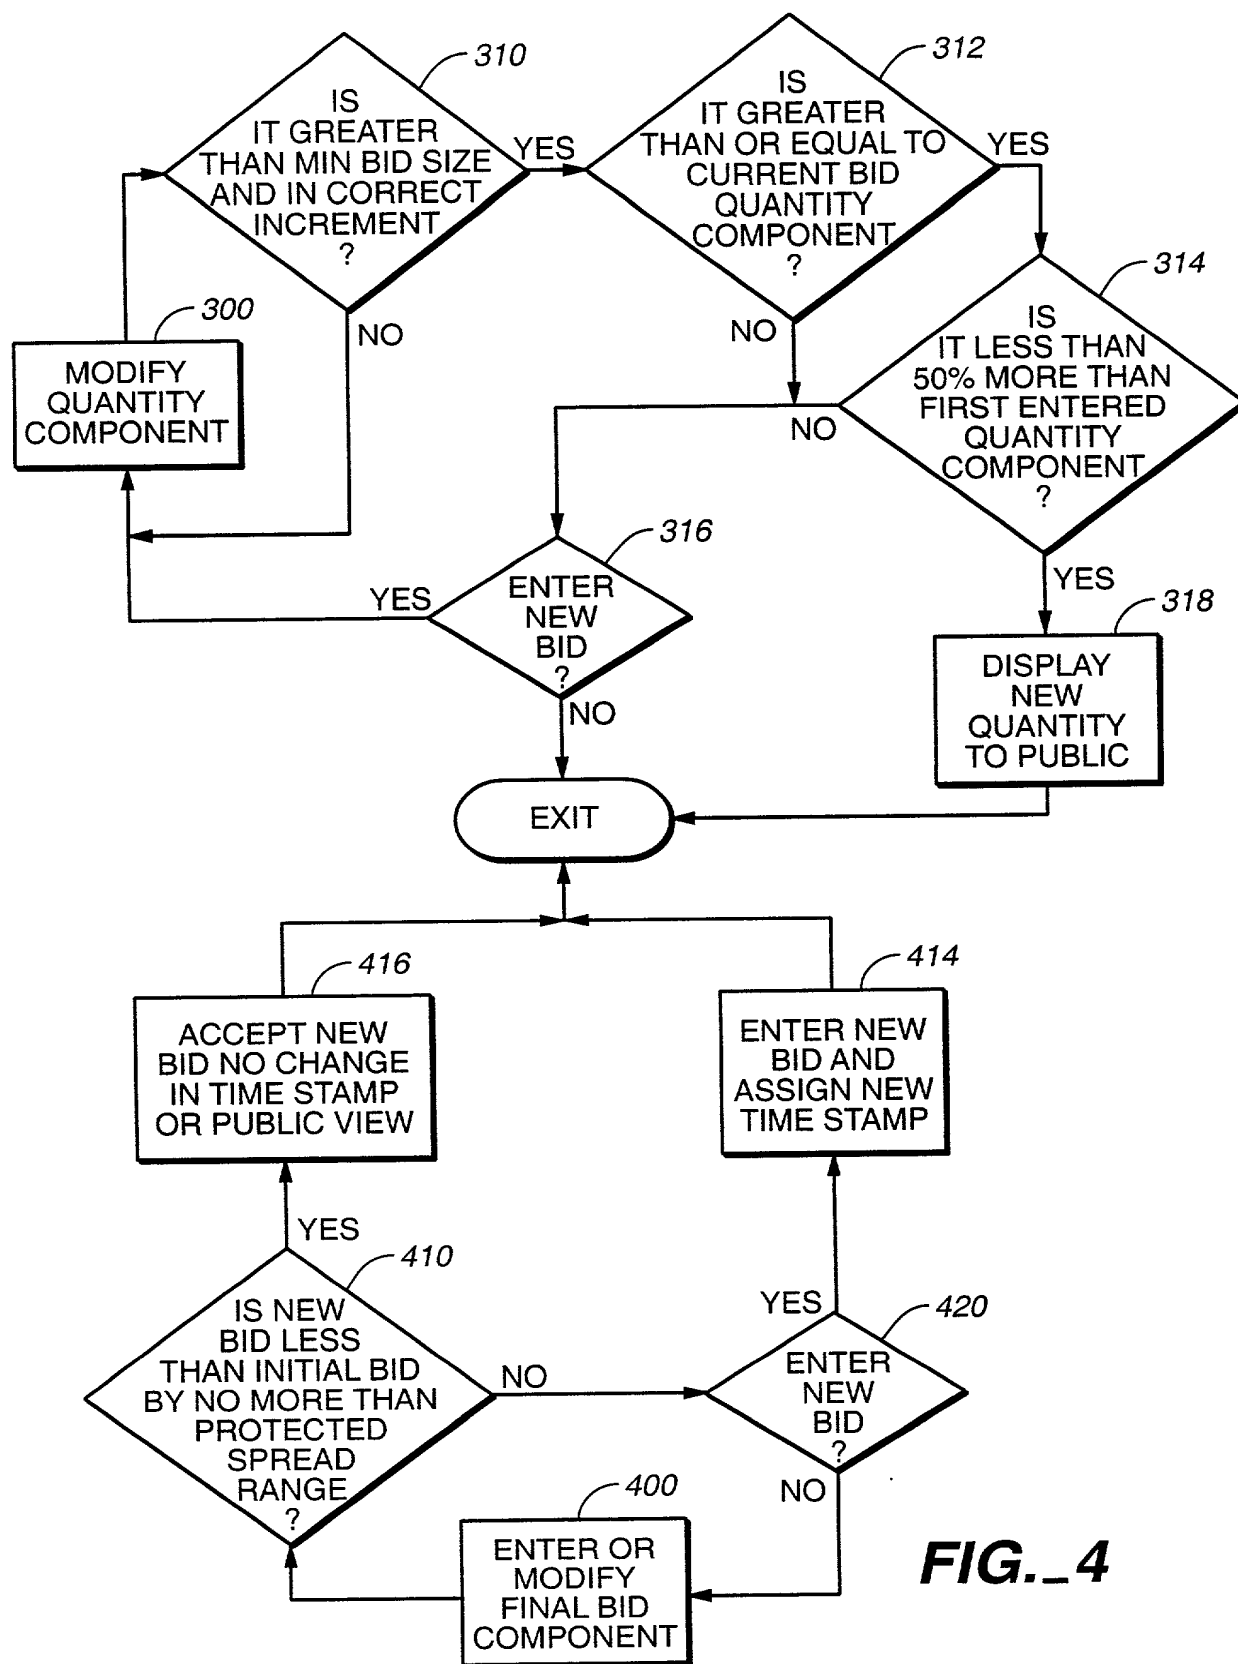 310
IS
IT GREATER
THAN MIN BID SIZE
AND IN CORRECT
INCREMENT
?
YES
NO
312
IS
IT GREATER
THAN OR EQUAL TO
CURRENT BID
QUANTITY
COMPONENT
?
YES
NO
300
MODIFY
QUANTITY
COMPONENT
314
IS
IT LESS THAN
50% MORE THAN
FIRST ENTERED
QUANTITY
COMPONENT
?
NO
YES
316
ENTER
NEW
BID
?
YES
NO
318
DISPLAY
NEW
QUANTITY
TO PUBLIC
EXIT
416
ACCEPT NEW
BID NO CHANGE
IN TIME STAMP
OR PUBLIC VIEW
414
ENTER NEW
BID AND
ASSIGN NEW
TIME STAMP
YES
410
IS NEW
BID LESS
THAN INITIAL BID
BY NO MORE THAN
PROTECTED
SPREAD
RANGE
?
NO
YES
420
ENTER
NEW
BID
?
NO
400
ENTER OR
MODIFY
FINAL BID
COMPONENT
FIG._4